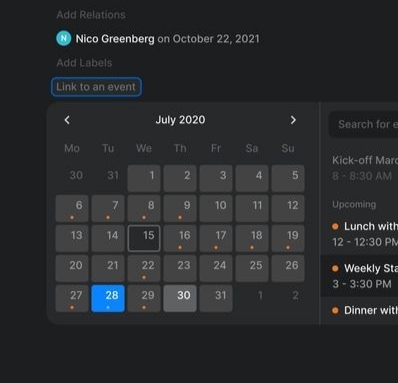 Add Relations
N Nico Greenberg on October 22, 2021
Add Labels
Link to an event
July 2020
Mo Tu We Th Fr Sa Su
30 31 1 2 3 4 5
6 7 8 9 10 11 12
13 14 15 16 17 18 19
20 21 22 23 24 25 26
27 28 29 30 31 1 2
Search for e
Kick-off Marc
8 - 8:30 AM
Upcoming
Lunch with
12 - 12:30 PM
Weekly Sta
3 - 3:30 PM
Dinner with